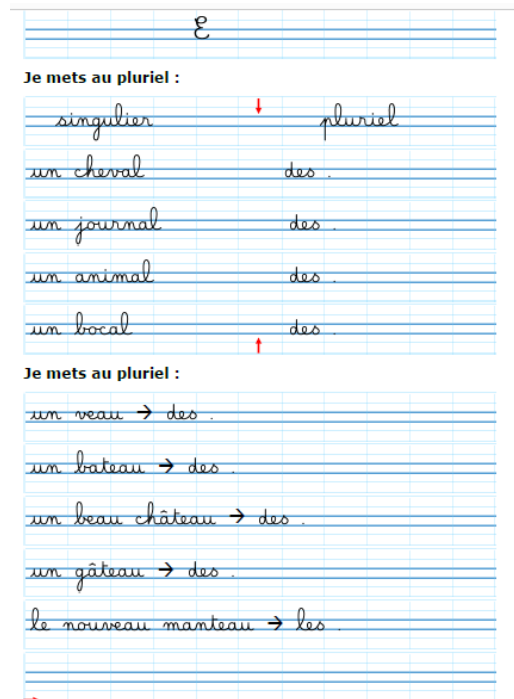 E
Je mets au pluriel :
singulier pluriel
un cheval des .
un journal des .
un animal des .
un bocal des .
Je mets au pluriel :
un veau → des .
un bateau → des .
un beau château → des .
un gâteau → des .
le nouveau manteau → les .